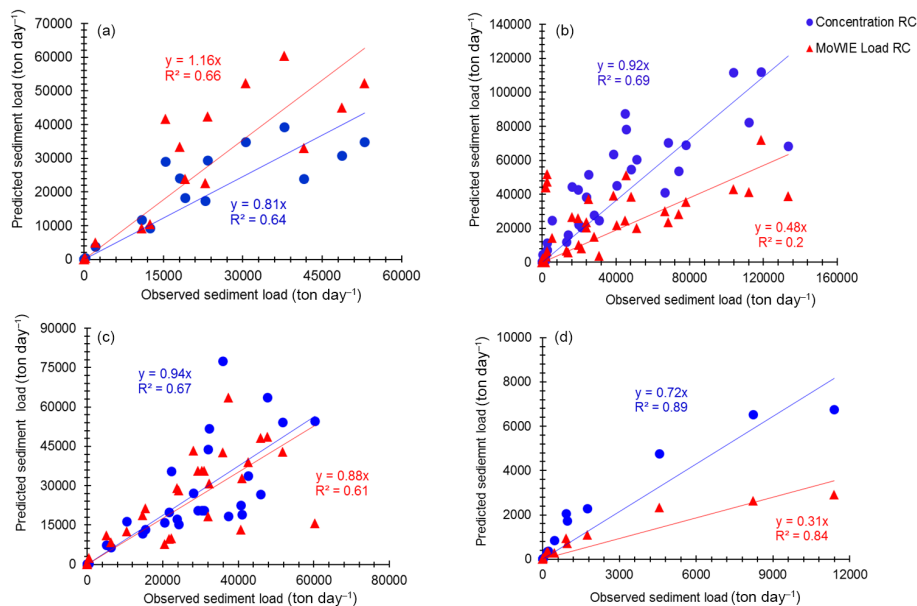 (a)
70000
60000
50000
40000
30000
20000
10000
0
Predicted sediment load (ton day⁻¹)
y = 1.16x
R² = 0.66
y = 0.81x
R² = 0.64
0 15000 30000 45000 60000
Observed sediment load (ton day⁻¹)
(b)
140000
120000
100000
80000
60000
40000
20000
0
Predicted sediment load (ton day⁻¹)
y = 0.92x
R² = 0.69
y = 0.48x
R² = 0.2
0 40000 80000 120000 160000
Observed sediment load (ton day⁻¹)
Concentration RC
MoWIE Load RC
(c)
90000
75000
60000
45000
30000
15000
0
Predicted sediment load (ton day⁻¹)
y = 0.94x
R² = 0.67
y = 0.88x
R² = 0.61
0 20000 40000 60000 80000
Observed sediment load (ton day⁻¹)
(d)
10000
8000
6000
4000
2000
0
Predicted sediemnt load (ton day⁻¹)
y = 0.72x
R² = 0.89
y = 0.31x
R² = 0.84
0 3000 6000 9000 12000
Observed sediment load (ton day⁻¹)